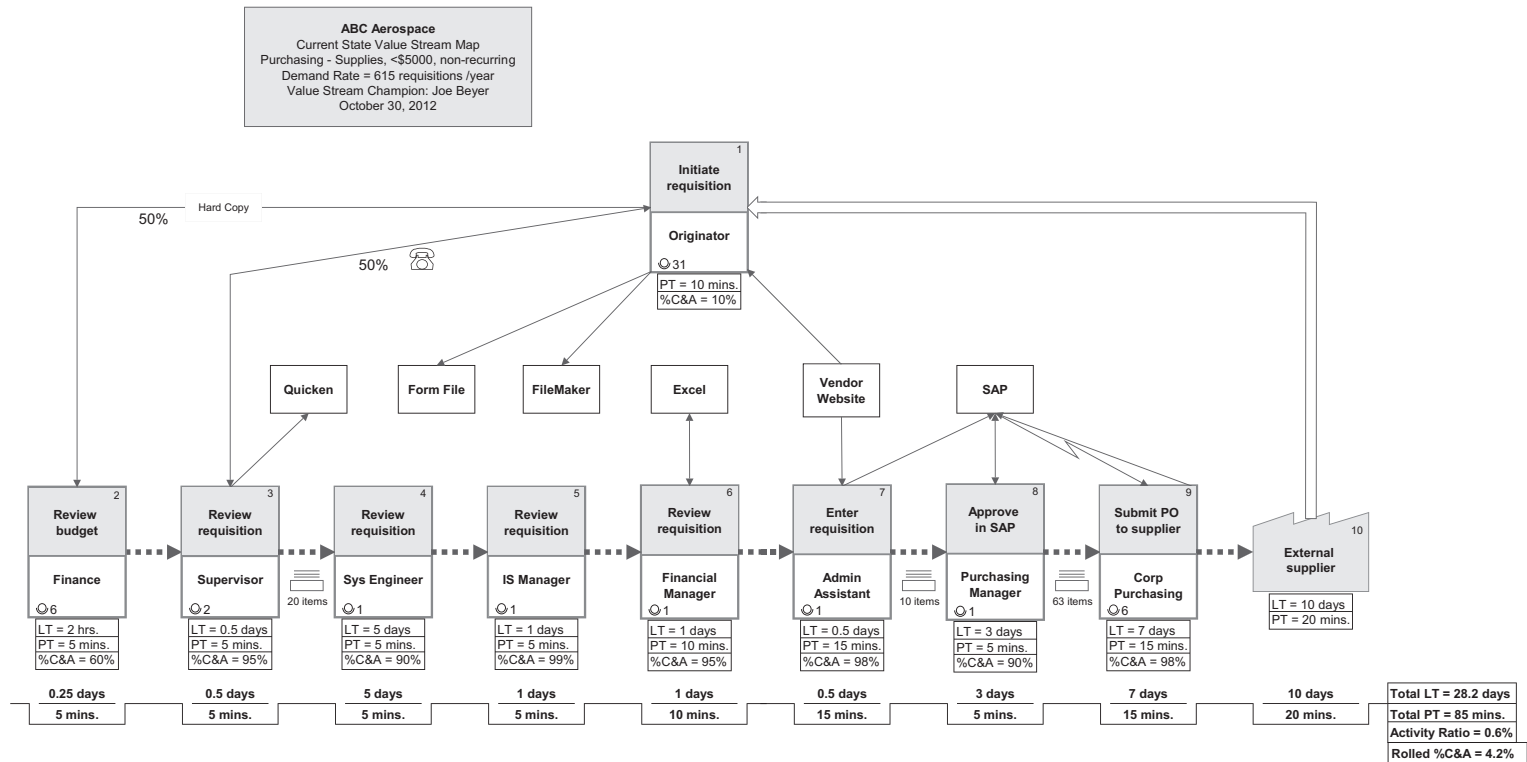 ABC Aerospace
Current State Value Stream Map
Purchasing - Supplies, <$5000, non-recurring
Demand Rate = 615 requisitions /year
Value Stream Champion: Joe Beyer
October 30, 2012
1
Initiate
requisition
Originator
31
PT = 10 mins.
%C&A = 10%
50%
Hard Copy
50%
Quicken
Form File
FileMaker
Excel
Vendor
Website
SAP
2
Review
budget
Finance
6
LT = 2 hrs.
PT = 5 mins.
%C&A = 60%
3
Review
requisition
Supervisor
2
LT = 0.5 days
PT = 5 mins.
%C&A = 95%
20 items
4
Review
requisition
Sys Engineer
1
LT = 5 days
PT = 5 mins.
%C&A = 90%
5
Review
requisition
IS Manager
1
LT = 1 days
PT = 5 mins.
%C&A = 99%
6
Review
requisition
Financial
Manager
1
LT = 1 days
PT = 10 mins.
%C&A = 95%
7
Enter
requisition
Admin
Assistant
1
LT = 0.5 days
PT = 15 mins.
%C&A = 98%
10 items
8
Approve
in SAP
Purchasing
Manager
1
LT = 3 days
PT = 5 mins.
%C&A = 90%
63 items
9
Submit PO
to supplier
Corp
Purchasing
6
LT = 7 days
PT = 15 mins.
%C&A = 98%
10
External
supplier
LT = 10 days
PT = 20 mins.
0.25 days
5 mins.
0.5 days
5 mins.
5 days
5 mins.
1 days
5 mins.
1 days
10 mins.
0.5 days
15 mins.
3 days
5 mins.
7 days
15 mins.
10 days
20 mins.
Total LT = 28.2 days
Total PT = 85 mins.
Activity Ratio = 0.6%
Rolled %C&A = 4.2%